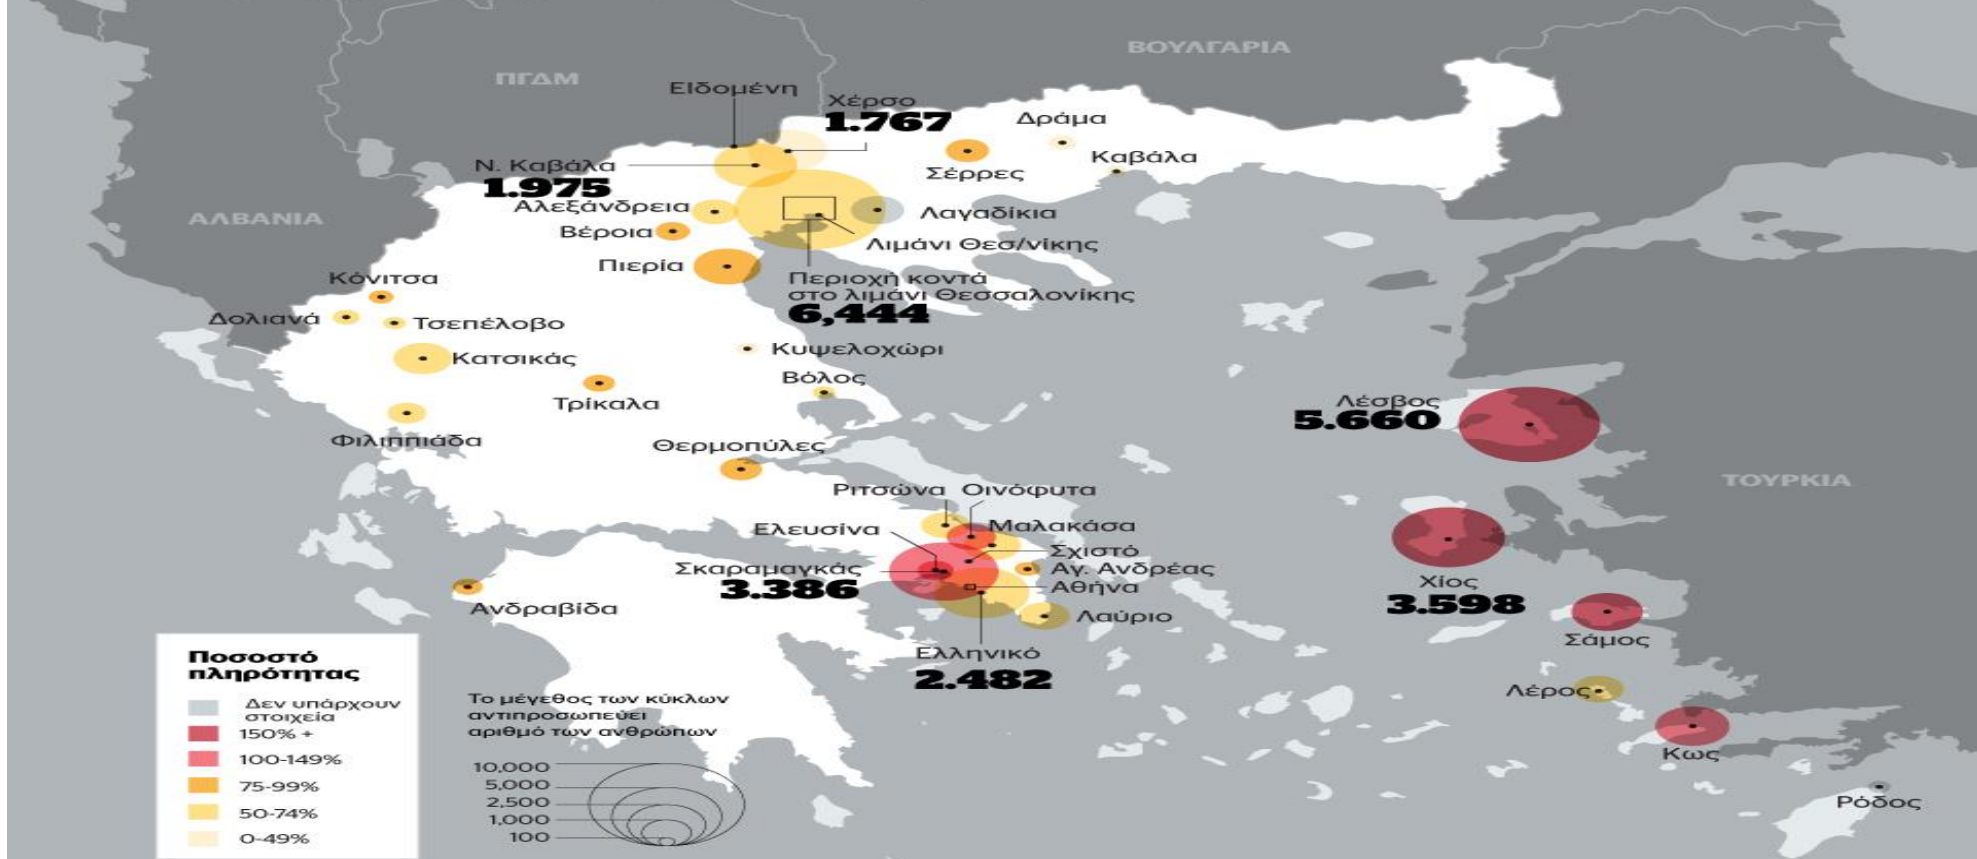 ΒΟΥΛΓΑΡΙΑ
ΠΓΔΜ
ΕΙδομένη
Χέρσο
1.767
Δράμα
Καβάλα
Ν. Καβάλα
1.975
Σέρρες
ΑΛΒΑΝΙΑ
Αλεξάνδρεια
Λαγαδίκια
Βέροια
Λιμάνι Θεσ/νίκης
Πιερία
Περιοχή κοντά
στο λιμάνι Θεσσαλονίκης
6,444
Κόνιτσα
Δολιανά
Τσεπέλοβο
Κατσικάς
Κυψελοχώρι
Βόλος
Τρίκαλα
Λέσβος
5.660
Φιλιππιάδα
Θερμοπύλες
ΤΟΥΡΚΙΑ
Ριτσώνα
Οινόφυτα
Ελευσίνα
Μαλακάσα
Σχιστό
Σκαραμαγκάς
3.386
Αγ. Ανδρέας
Αθήνα
Χίος
3.598
Ανδραβίδα
Λαύριο
Σάμος
Ελληνικό
2.482
Λέρος
Κως
Ρόδος
Ποσοστό
πληρότητας
Δεν υπάρχουν
στοιχεία
150% +
100-149%
75-99%
50-74%
0-49%
Το μέγεθος των κύκλων
αντιπροσωπεύει
αριθμό των ανθρώπων
10,000
5,000
2,500
1,000
100